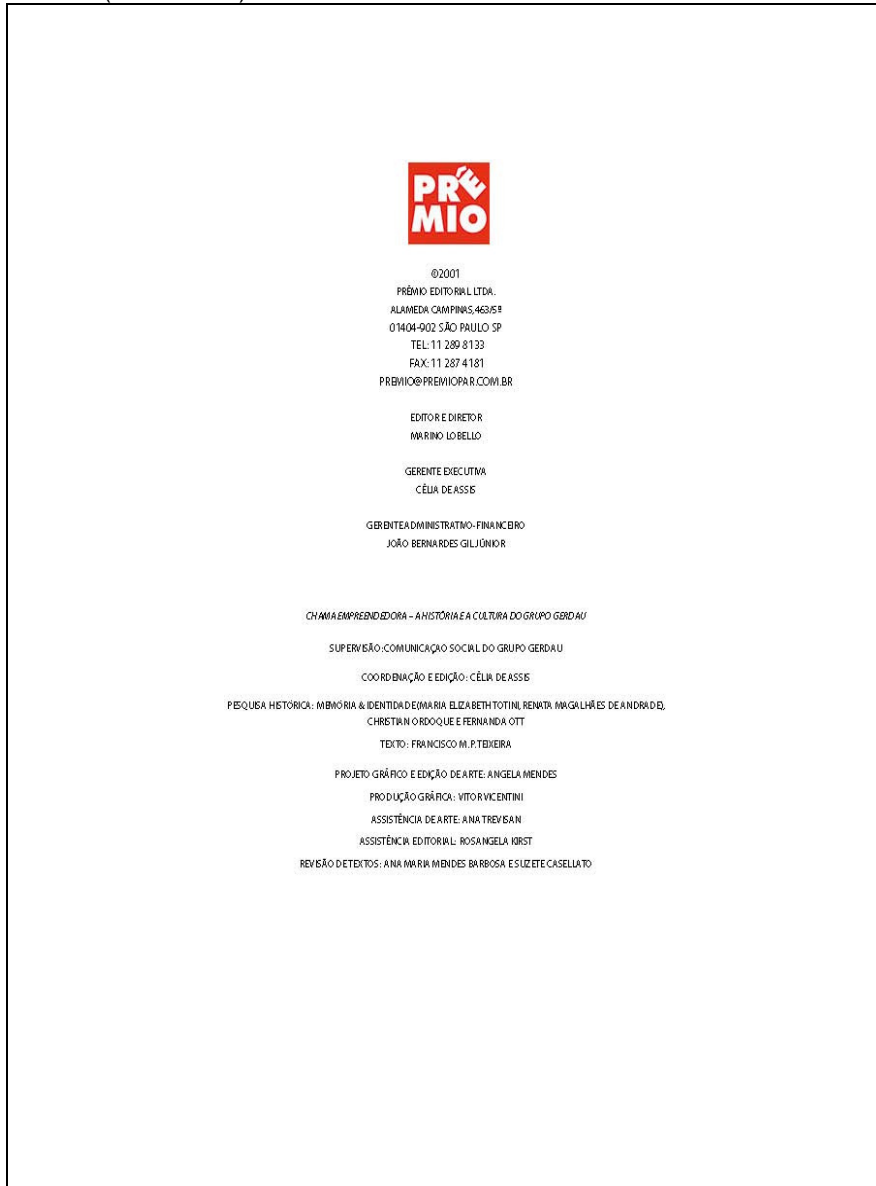 PRÊ
MIO
©2001
PRÊMIO EDITORIAL LTDA.
ALAMEDA CAMPINAS, 463/5º
01404-902 SÃO PAULO SP
TEL: 11 289 8133
FAX: 11 287 4181
PREMIO@PREMIOPAR.COM.BR
EDITOR E DIRETOR
MARINO LOBELLO
GERENTE EXECUTIVA
CÉLIA DE ASSIS
GERENTE ADMINISTRATIVO-FINANCEIRO
JOÃO BERNARDES GIL JÚNIOR
CHAMA EMPREENDEDORA – A HISTÓRIA E A CULTURA DO GRUPO GERDAU
SUPERVISÃO: COMUNICAÇAO SOCIAL DO GRUPO GERDAU
COORDENAÇÃO E EDIÇÃO: CÉLIA DE ASSIS
PESQUISA HISTÓRICA: MEMÓRIA & IDENTIDADE (MARIA ELIZABETH TOTINI, RENATA MAGALHÃES DE ANDRADE),
CHRISTIAN ORDOQUE E FERNANDA OTT
TEXTO: FRANCISCO M. P. TEIXEIRA
PROJETO GRÁFICO E EDIÇÃO DE ARTE: ANGELA MENDES
PRODUÇÃO GRÁFICA: VITOR VICENTINI
ASSISTÊNCIA DE ARTE: ANA TREVISAN
ASSISTÊNCIA EDITORIAL: ROSANGELA KIRST
REVISÃO DE TEXTOS: ANA MARIA MENDES BARBOSA E SUZETE CASELLATO